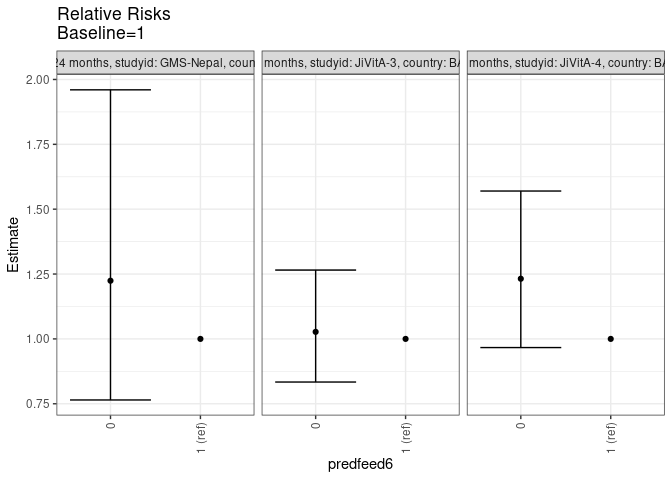 Relative Risks
Baseline=1
24 months, studyid: GMS-Nepal, coun
months, studyid: JiVitA-3, country: BA
months, studyid: JiVitA-4, country: BA
Estimate
2.00
1.75
1.50
1.25
1.00
0.75
0
1 (ref)
0
1 (ref)
0
1 (ref)
predfeed6